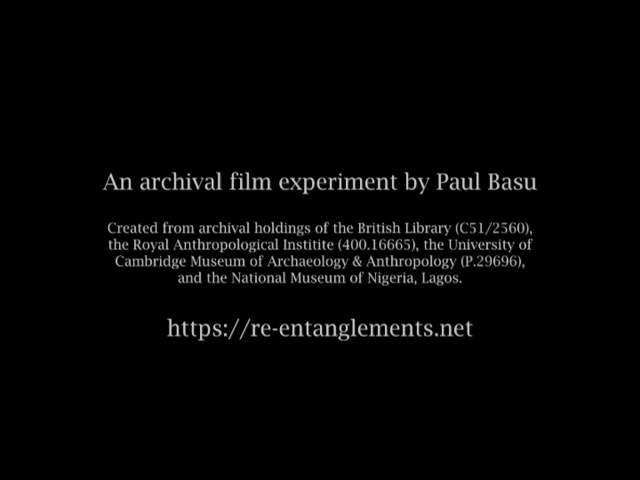 An archival film experiment by Paul Basu
Created from archival holdings of the British Library (C51/2560),
the Royal Anthropological Institite (400.16665), the University of
Cambridge Museum of Archaeology & Anthropology (P.29696),
and the National Museum of Nigeria, Lagos.
https://re-entanglements.net